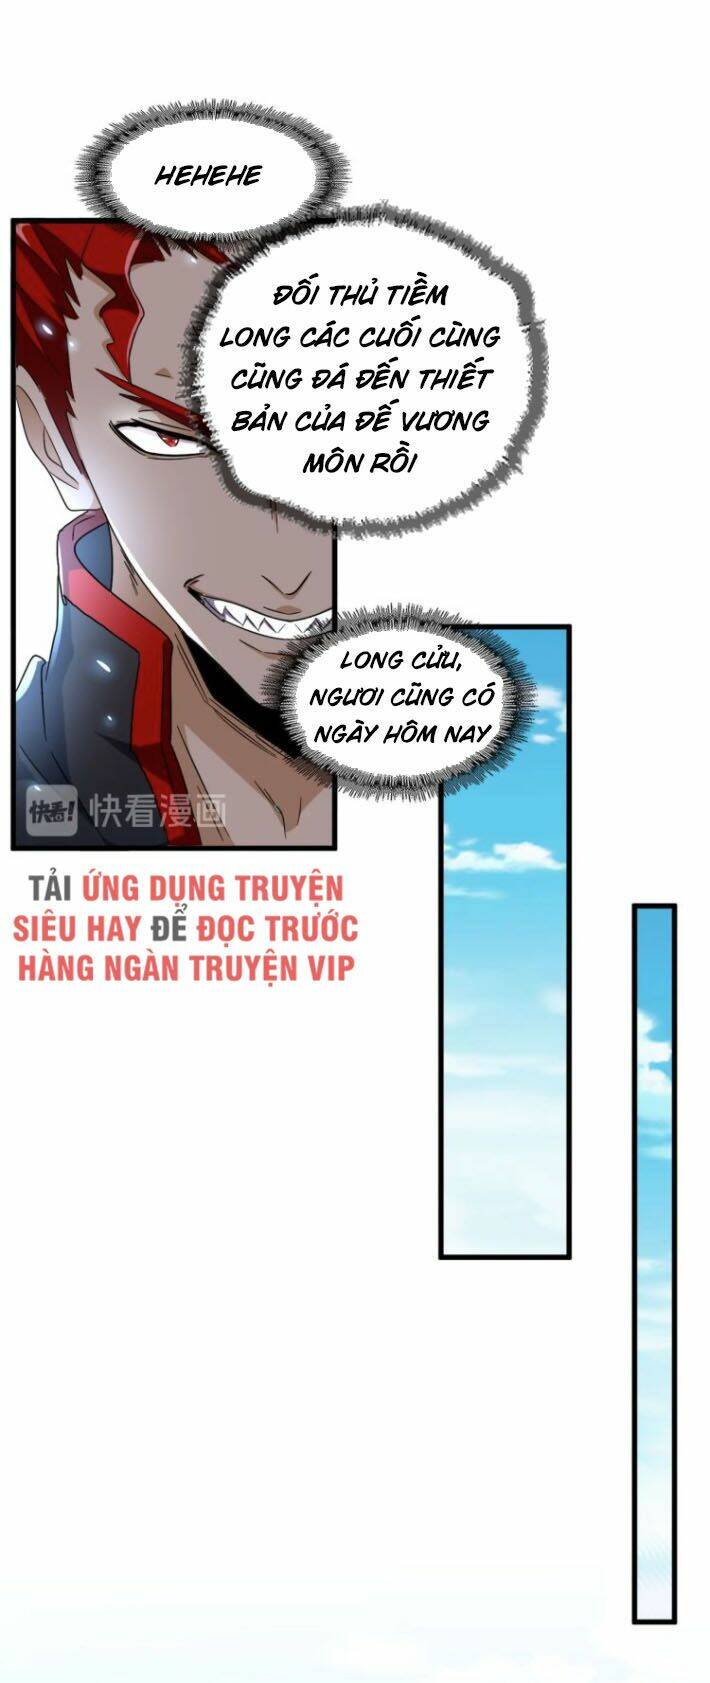 HEHEHE
ĐỐI THỦ TIỀM
LONG CÁC CUỐI CÙNG
CŨNG ĐÁ ĐẾN THIẾT
BẢN CỦA ĐẾ VƯƠNG
MÔN RỒI
LONG CỬU,
NGƯƠI CŨNG CÓ
NGÀY HÔM NAY
快看! 快看漫画
TẢI ỨNG DỤNG TRUYỆN
SIÊU HAY ĐỂ ĐỌC TRƯỚC
HÀNG NGÀN TRUYỆN VIP